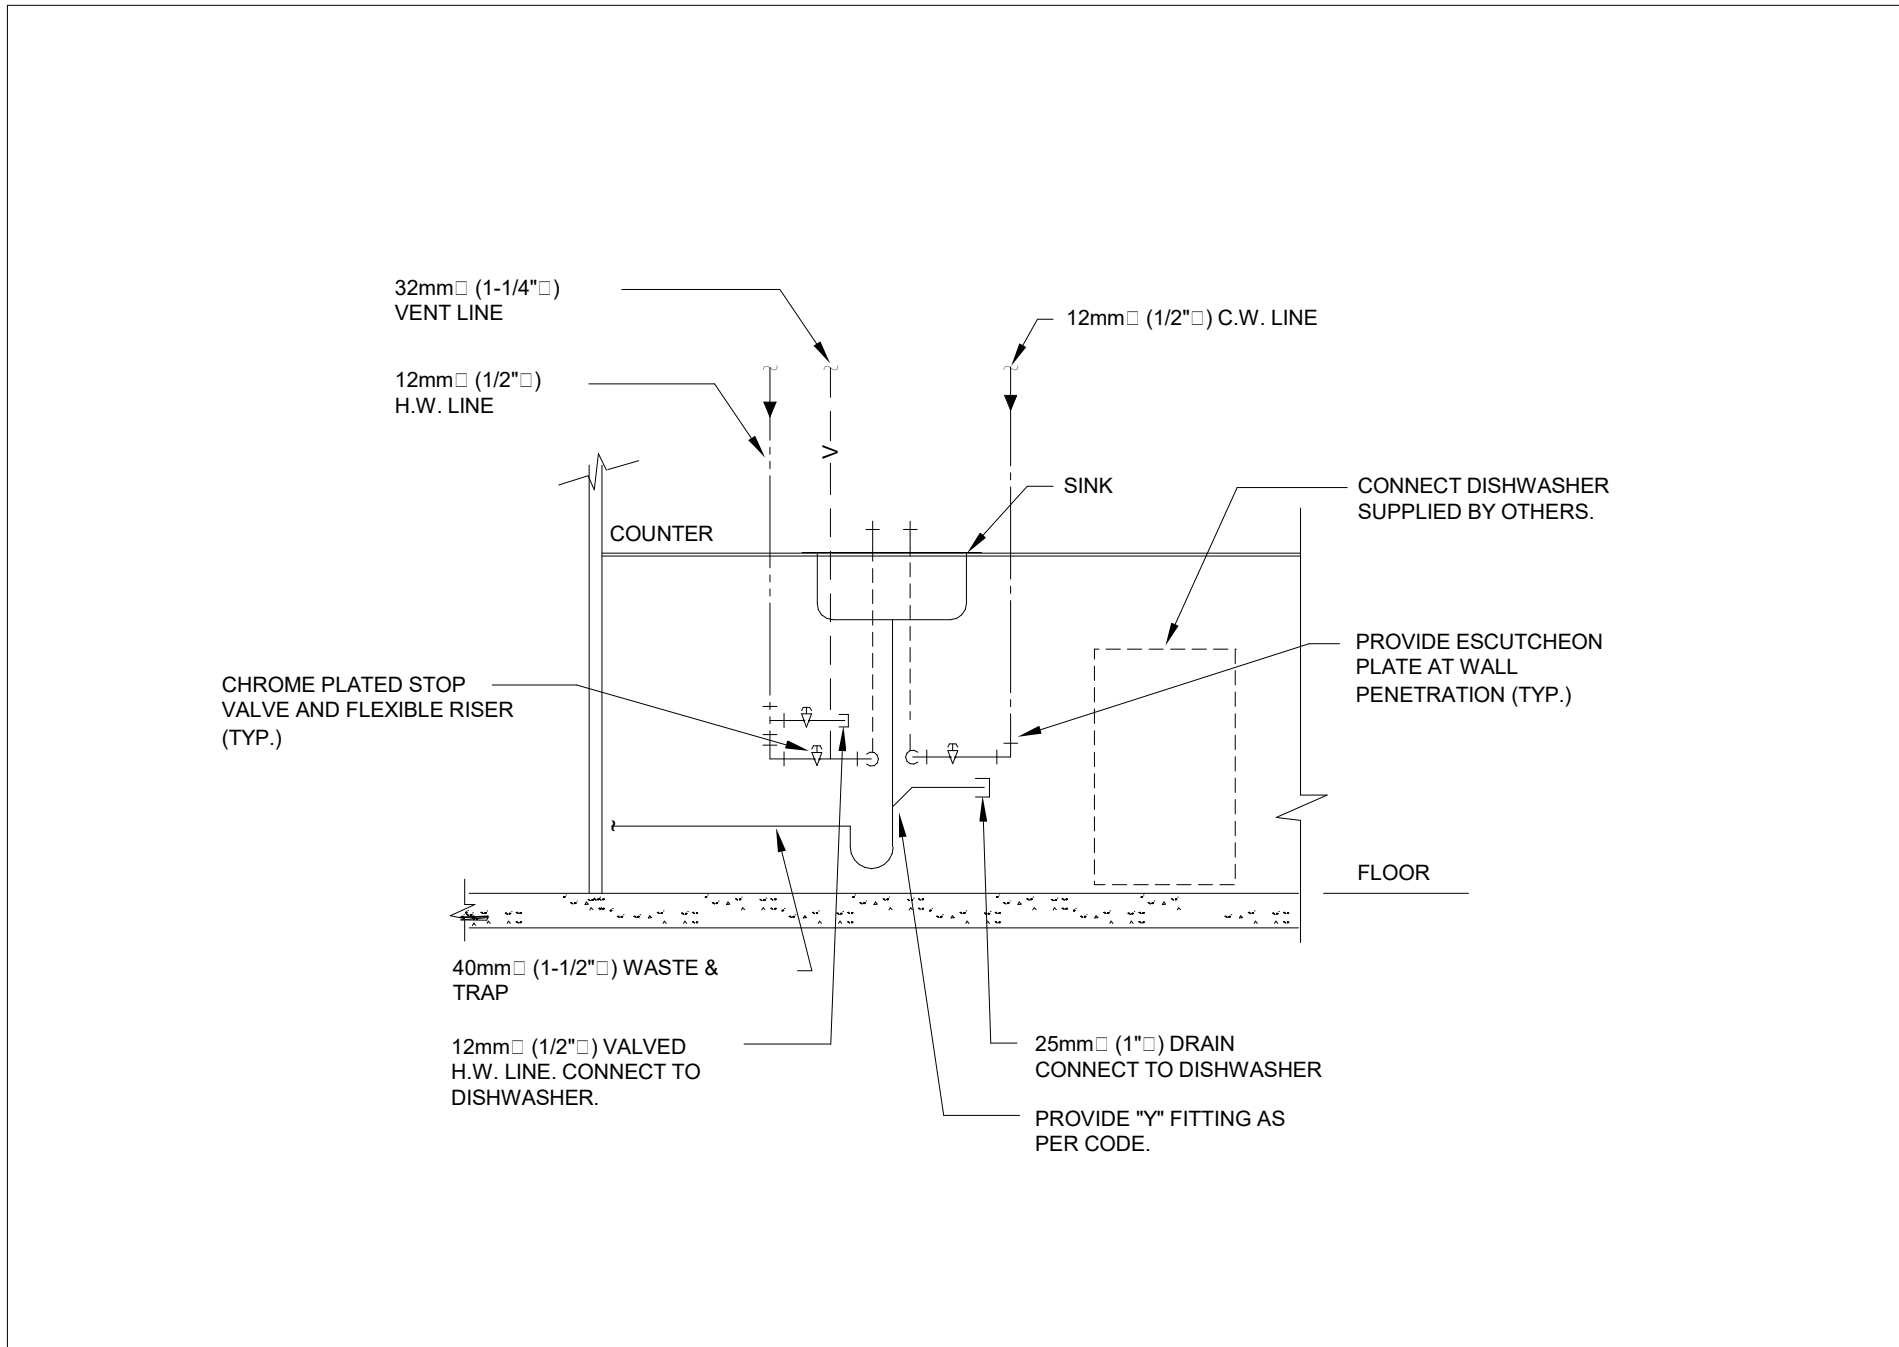 32mm□ (1-1/4"□)
VENT LINE
12mm□ (1/2"□) C.W. LINE
12mm□ (1/2"□)
H.W. LINE
V
SINK
CONNECT DISHWASHER
SUPPLIED BY OTHERS.
COUNTER
PROVIDE ESCUTCHEON
PLATE AT WALL
PENETRATION (TYP.)
CHROME PLATED STOP
VALVE AND FLEXIBLE RISER
(TYP.)
FLOOR
40mm□ (1-1/2"□) WASTE &
TRAP
12mm□ (1/2"□) VALVED
H.W. LINE. CONNECT TO
DISHWASHER.
25mm□ (1"□) DRAIN
CONNECT TO DISHWASHER
PROVIDE "Y" FITTING AS
PER CODE.